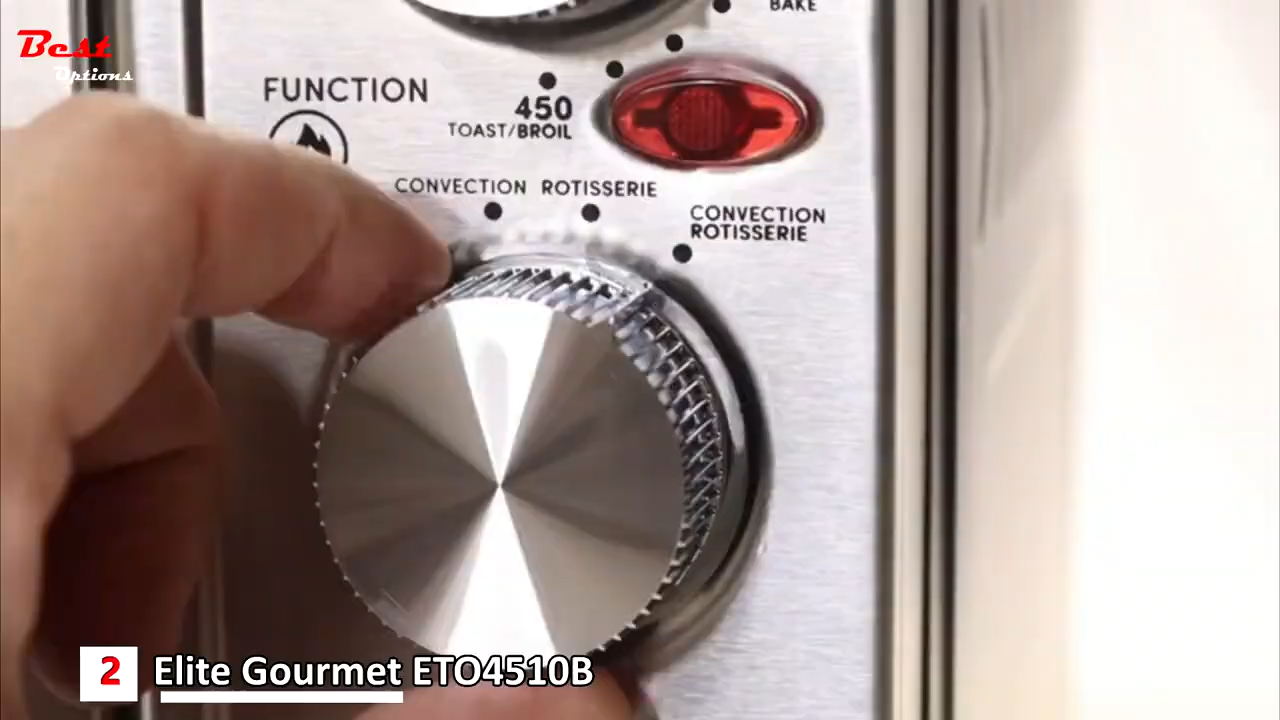 Best
Options
BAKE
FUNCTION
450
TOAST/BROIL
CONVECTION ROTISSERIE
CONVECTION
ROTISSERIE
2 Elite Gourmet ETO4510B